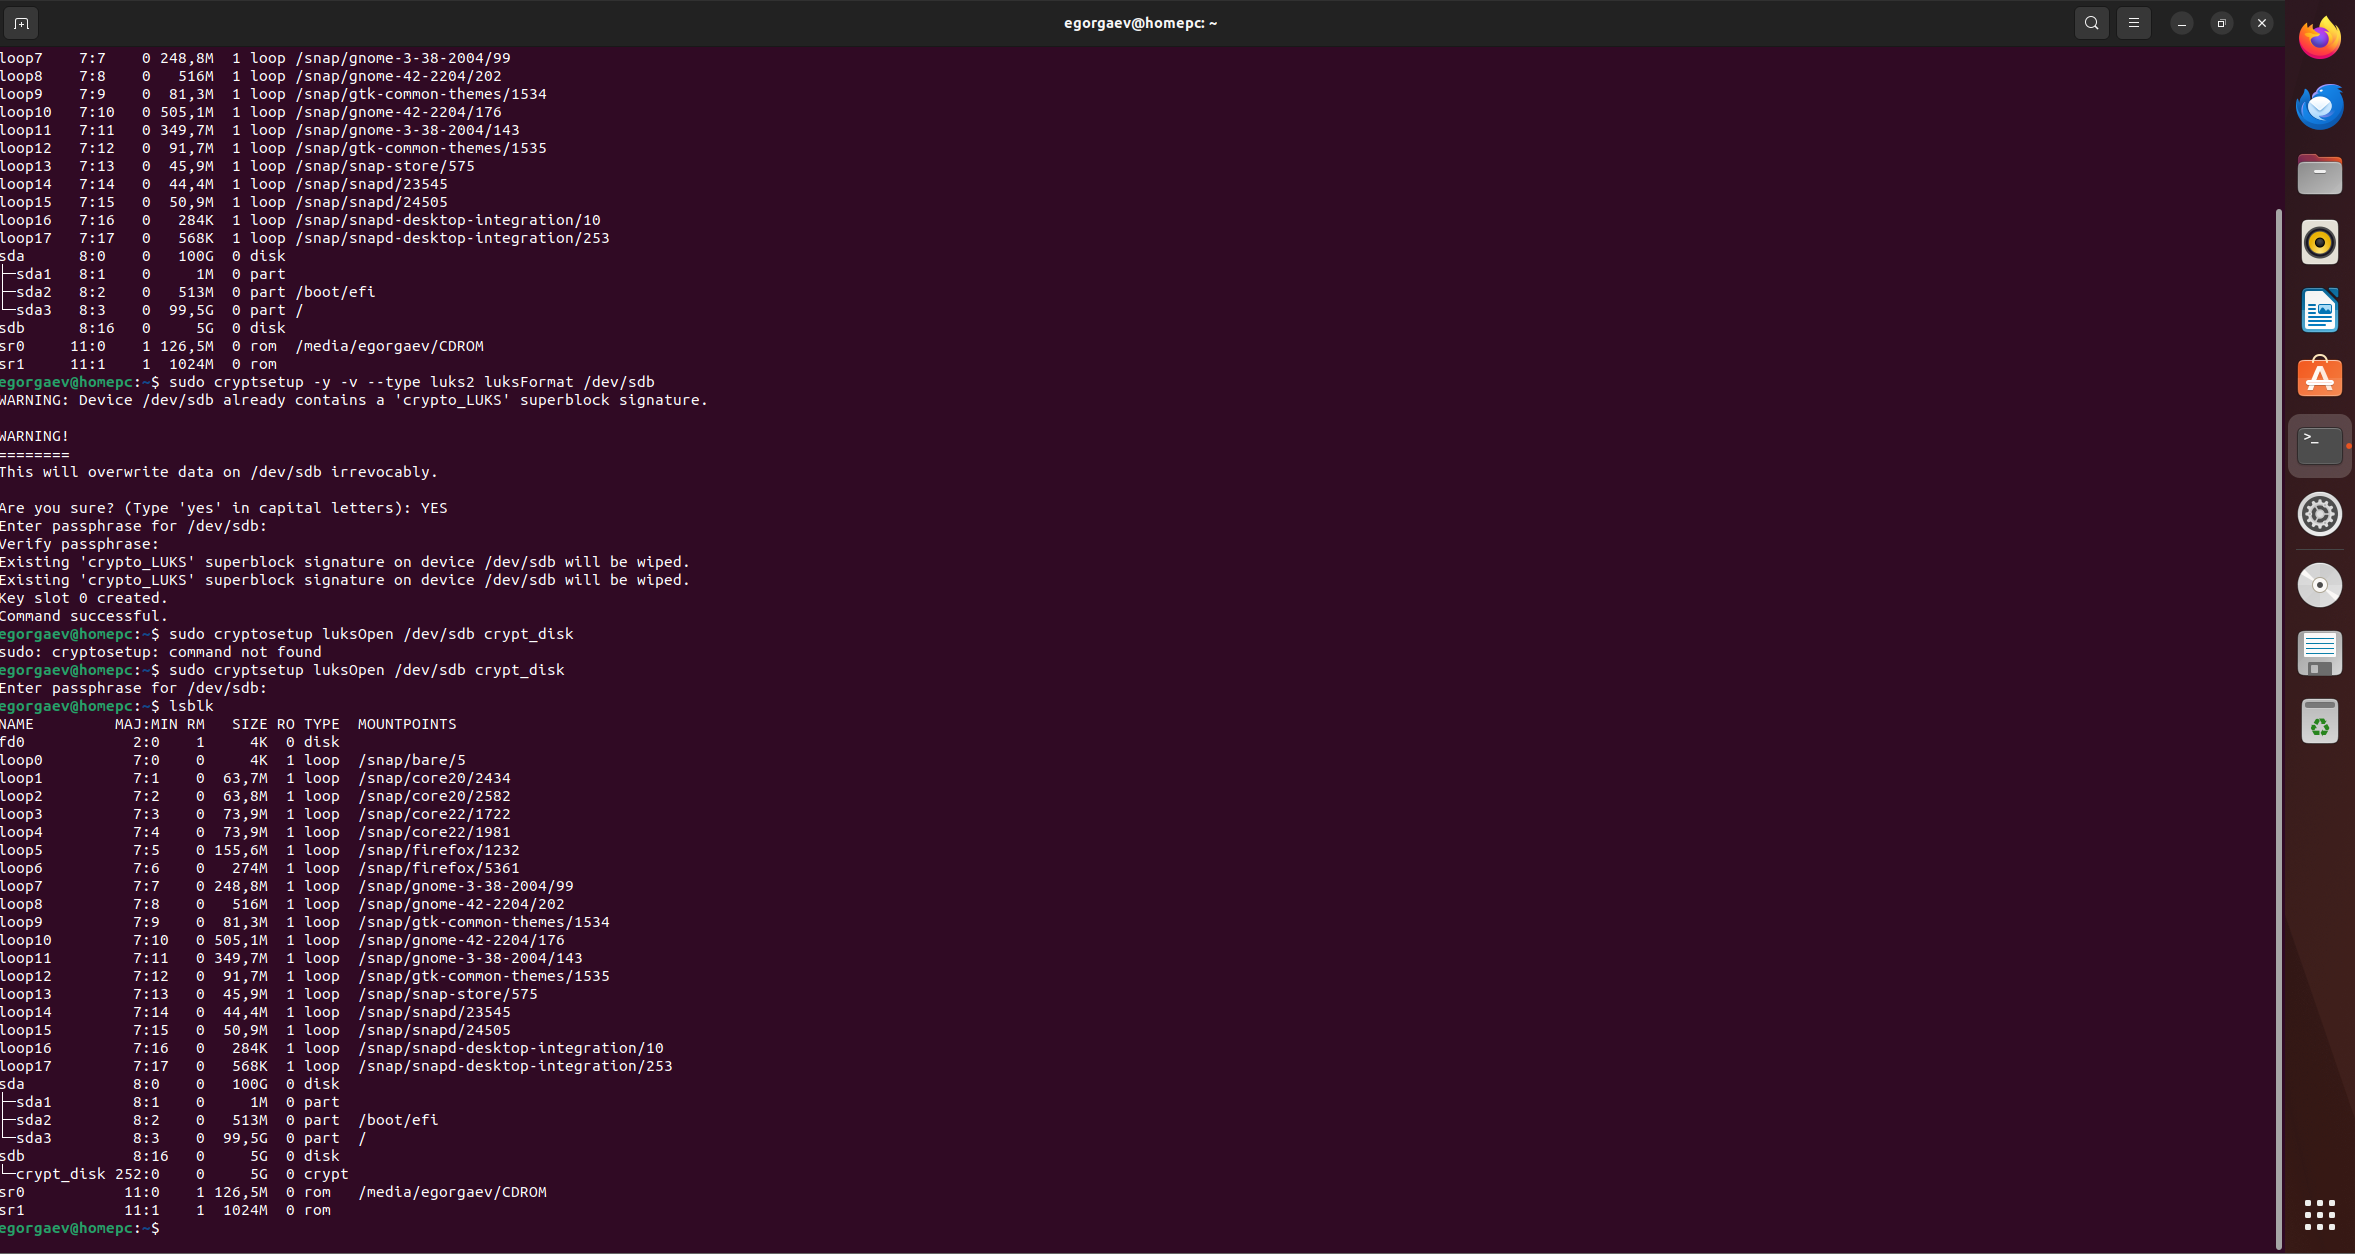 egorgaev@homepc: ~
loop7    7:7    0 248,8M  1 loop /snap/gnome-3-38-2004/99
loop8    7:8    0   516M  1 loop /snap/gnome-42-2204/202
loop9    7:9    0  81,3M  1 loop /snap/gtk-common-themes/1534
loop10   7:10   0 505,1M  1 loop /snap/gnome-42-2204/176
loop11   7:11   0 349,7M  1 loop /snap/gnome-3-38-2004/143
loop12   7:12   0  91,7M  1 loop /snap/gtk-common-themes/1535
loop13   7:13   0  45,9M  1 loop /snap/snap-store/575
loop14   7:14   0  44,4M  1 loop /snap/snapd/23545
loop15   7:15   0  50,9M  1 loop /snap/snapd/24505
loop16   7:16   0   284K  1 loop /snap/snapd-desktop-integration/10
loop17   7:17   0   568K  1 loop /snap/snapd-desktop-integration/253
sda      8:0    0   100G  0 disk
├─sda1   8:1    0     1M  0 part
├─sda2   8:2    0   513M  0 part /boot/efi
└─sda3   8:3    0  99,5G  0 part /
sdb      8:16   0     5G  0 disk
sr0     11:0    1 126,5M  0 rom  /media/egorgaev/CDROM
sr1     11:1    1  1024M  0 rom
egorgaev@homepc:~$ sudo cryptsetup -y -v --type luks2 luksFormat /dev/sdb
WARNING: Device /dev/sdb already contains a 'crypto_LUKS' superblock signature.
WARNING!
========
This will overwrite data on /dev/sdb irrevocably.
Are you sure? (Type 'yes' in capital letters): YES
Enter passphrase for /dev/sdb:
Verify passphrase:
Existing 'crypto_LUKS' superblock signature on device /dev/sdb will be wiped.
Existing 'crypto_LUKS' superblock signature on device /dev/sdb will be wiped.
Key slot 0 created.
Command successful.
egorgaev@homepc:~$ sudo cryptosetup luksOpen /dev/sdb crypt_disk
sudo: cryptosetup: command not found
egorgaev@homepc:~$ sudo cryptsetup luksOpen /dev/sdb crypt_disk
Enter passphrase for /dev/sdb:
egorgaev@homepc:~$ lsblk
NAME         MAJ:MIN RM   SIZE RO TYPE  MOUNTPOINTS
fd0            2:0    1     4K  0 disk
loop0          7:0    0     4K  1 loop  /snap/bare/5
loop1          7:1    0  63,7M  1 loop  /snap/core20/2434
loop2          7:2    0  63,8M  1 loop  /snap/core20/2582
loop3          7:3    0  73,9M  1 loop  /snap/core22/1722
loop4          7:4    0  73,9M  1 loop  /snap/core22/1981
loop5          7:5    0 155,6M  1 loop  /snap/firefox/1232
loop6          7:6    0   274M  1 loop  /snap/firefox/5361
loop7          7:7    0 248,8M  1 loop  /snap/gnome-3-38-2004/99
loop8          7:8    0   516M  1 loop  /snap/gnome-42-2204/202
loop9          7:9    0  81,3M  1 loop  /snap/gtk-common-themes/1534
loop10         7:10   0 505,1M  1 loop  /snap/gnome-42-2204/176
loop11         7:11   0 349,7M  1 loop  /snap/gnome-3-38-2004/143
loop12         7:12   0  91,7M  1 loop  /snap/gtk-common-themes/1535
loop13         7:13   0  45,9M  1 loop  /snap/snap-store/575
loop14         7:14   0  44,4M  1 loop  /snap/snapd/23545
loop15         7:15   0  50,9M  1 loop  /snap/snapd/24505
loop16         7:16   0   284K  1 loop  /snap/snapd-desktop-integration/10
loop17         7:17   0   568K  1 loop  /snap/snapd-desktop-integration/253
sda            8:0    0   100G  0 disk
├─sda1         8:1    0     1M  0 part
├─sda2         8:2    0   513M  0 part  /boot/efi
└─sda3         8:3    0  99,5G  0 part  /
sdb            8:16   0     5G  0 disk
└─crypt_disk 252:0    0     5G  0 crypt
sr0           11:0    1 126,5M  0 rom   /media/egorgaev/CDROM
sr1           11:1    1  1024M  0 rom
egorgaev@homepc:~$